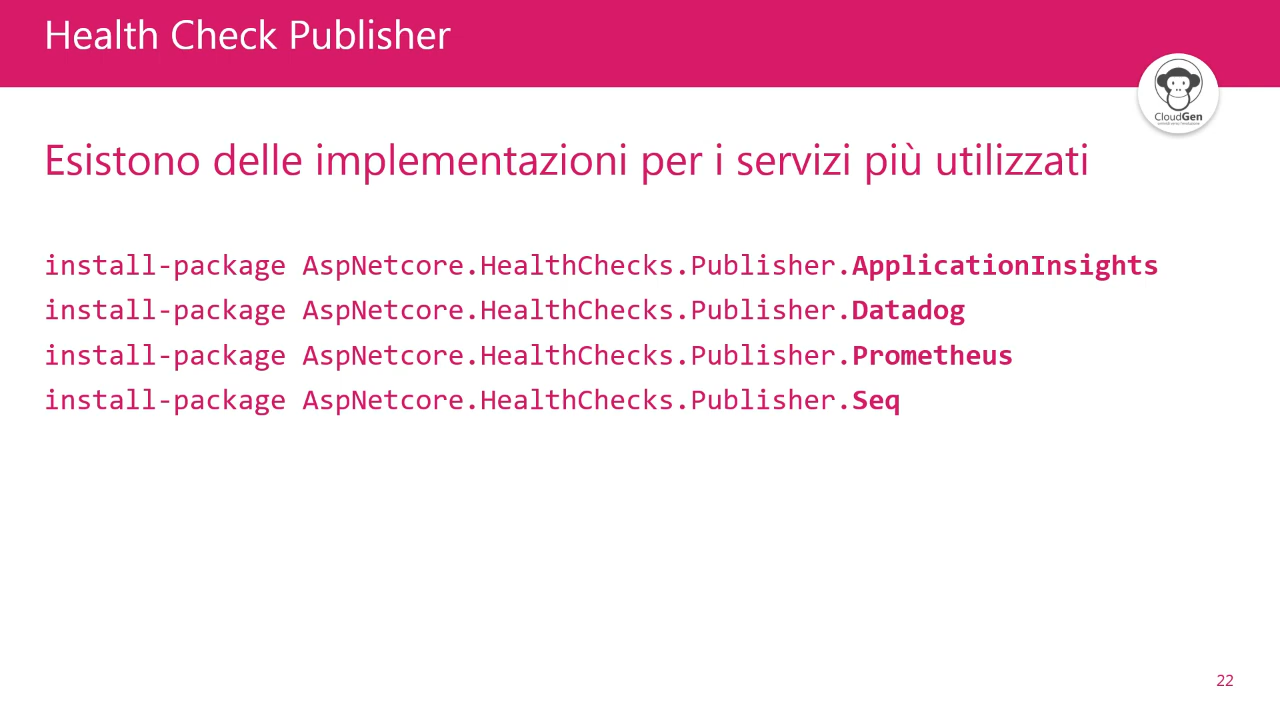 Health Check Publisher
CloudGen
Esistono delle implementazioni per i servizi più utilizzati
install-package AspNetcore.HealthChecks.Publisher.ApplicationInsights
install-package AspNetcore.HealthChecks.Publisher.Datadog
install-package AspNetcore.HealthChecks.Publisher.Prometheus
install-package AspNetcore.HealthChecks.Publisher.Seq
22